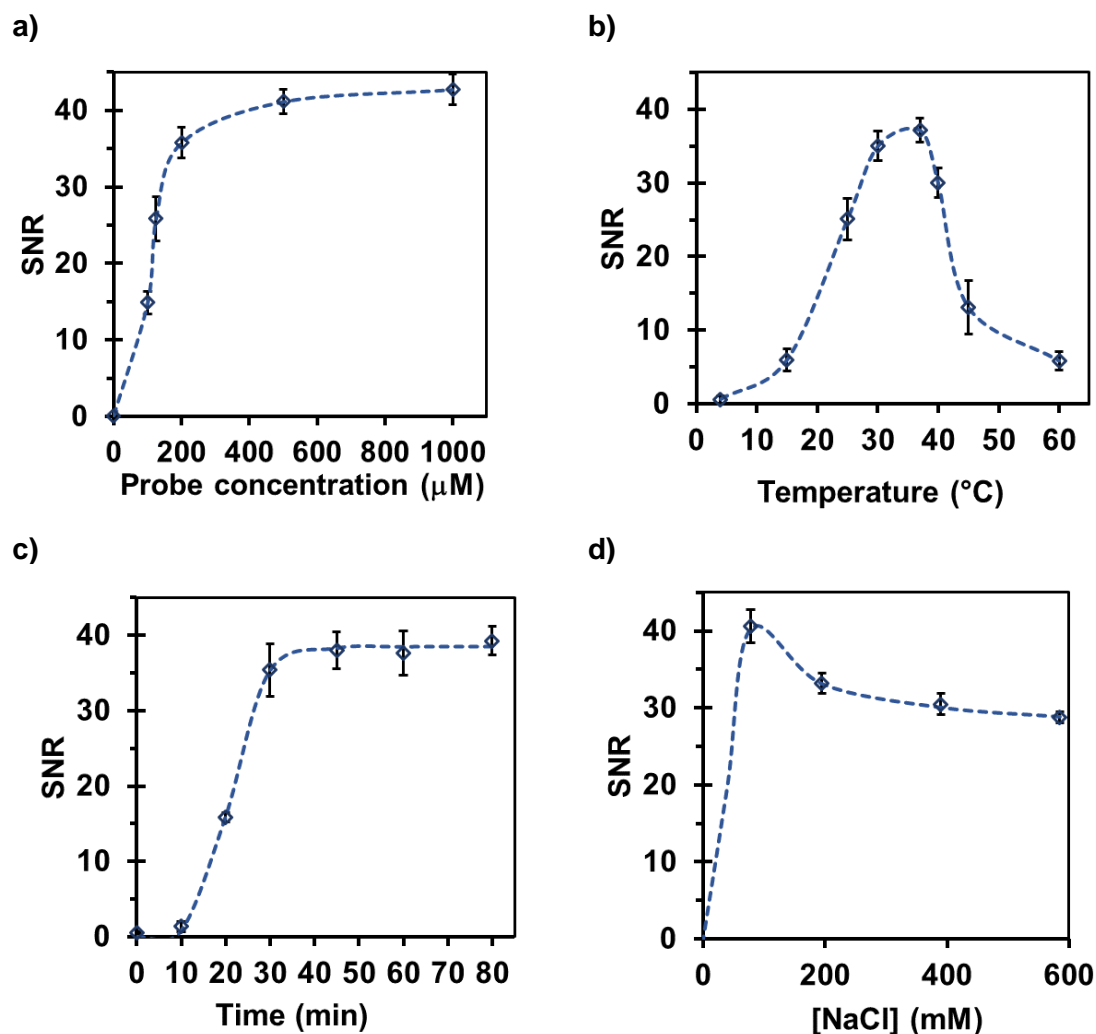 a)
40
30
20
10
0
SNR
0 200 400 600 800 1000
Probe concentration (μM)
b)
40
30
20
10
0
SNR
0 10 20 30 40 50 60
Temperature (°C)
c)
40
30
20
10
0
SNR
0 10 20 30 40 50 60 70 80
Time (min)
d)
40
30
20
10
0
SNR
0 200 400 600
[NaCl] (mM)